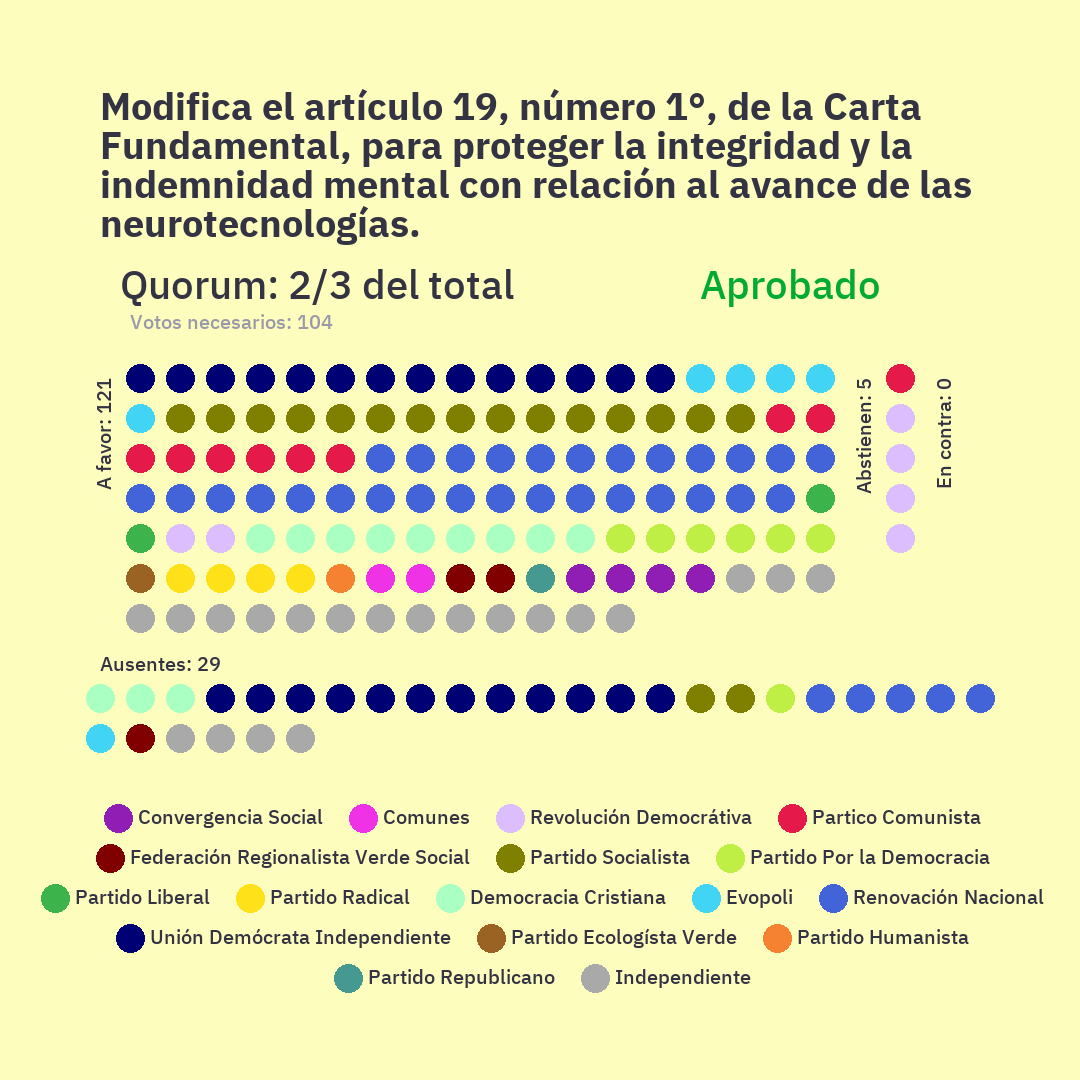 Modifica el artículo 19, número 1°, de la Carta
Fundamental, para proteger la integridad y la
indemnidad mental con relación al avance de las
neurotecnologías.
Quorum: 2/3 del total
Aprobado
Votos necesarios: 104
A favor: 121
Abstienen: 5
En contra: 0
Ausentes: 29
Convergencia Social
Comunes
Revolución Democrátiva
Partico Comunista
Federación Regionalista Verde Social
Partido Socialista
Partido Por la Democracia
Partido Liberal
Partido Radical
Democracia Cristiana
Evopoli
Renovación Nacional
Unión Demócrata Independiente
Partido Ecologísta Verde
Partido Humanista
Partido Republicano
Independiente